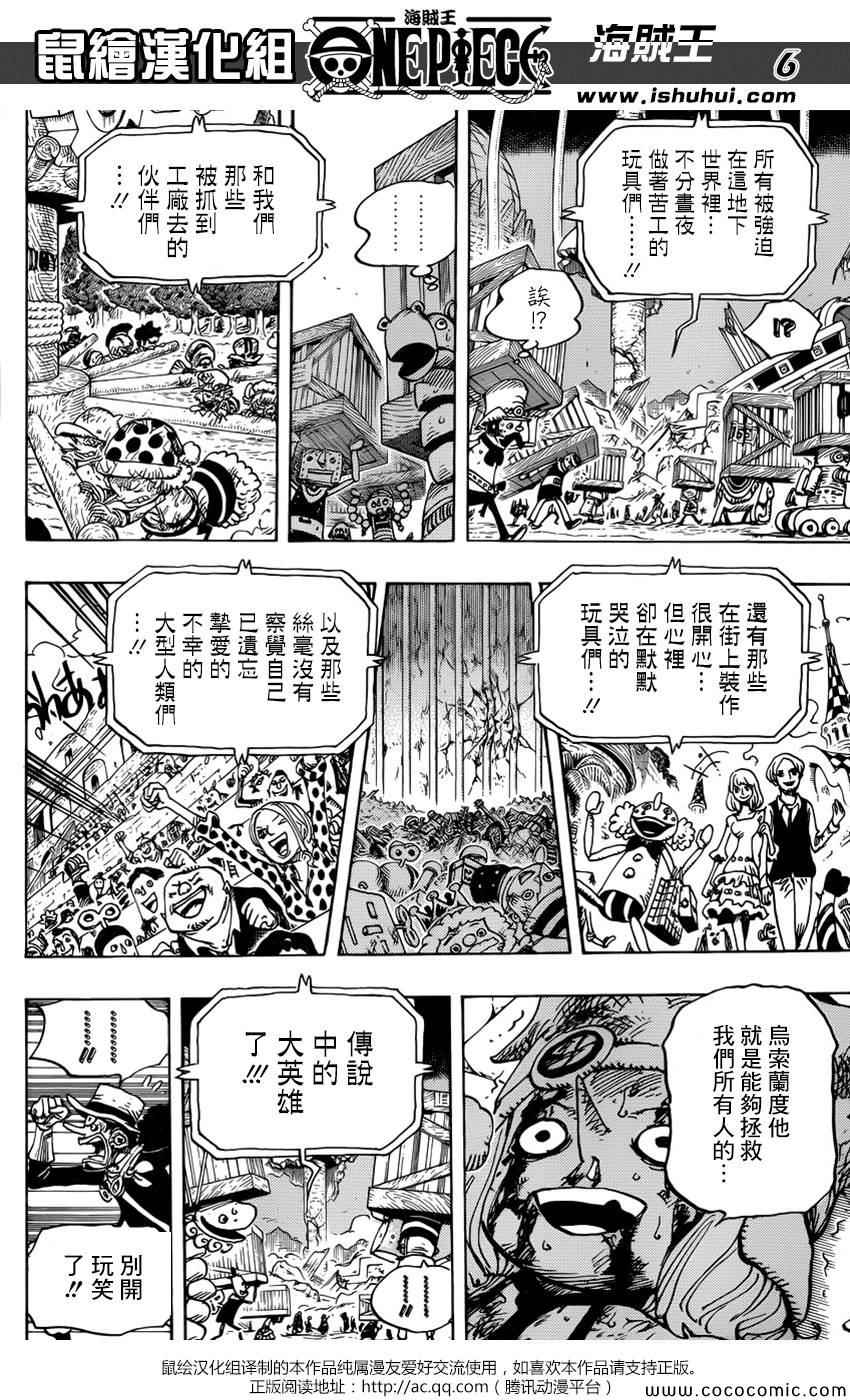 鼠繪漢化組
海賊王
ONE PIECE
海賊王
6
www.ishuhui.com
所有被強迫
在這地下
世界裡…
不分晝夜
做著苦工的
玩具們……!!
!?
誒!?
………
………
和我們
那些
被抓到
工廠去的
伙伴們
…!!
還有那些
在街上裝作
很開心…
但心裡
卻在默默
哭泣的
玩具們…!!
以及那些
絲毫沒有
察覺自己
已遺忘
摯愛的
不幸的
大型人類們
…!!
烏索蘭度他
就是能夠拯救
我們所有人的…
傳說
中的
大英雄
了!!!
別開
玩笑
了!!
鼠绘汉化组译制的本作品纯属漫友爱好交流使用，如喜欢本作品请支持正版。
正版阅读地址：http://ac.qq.com（腾讯动漫平台）
www.cococomic.com